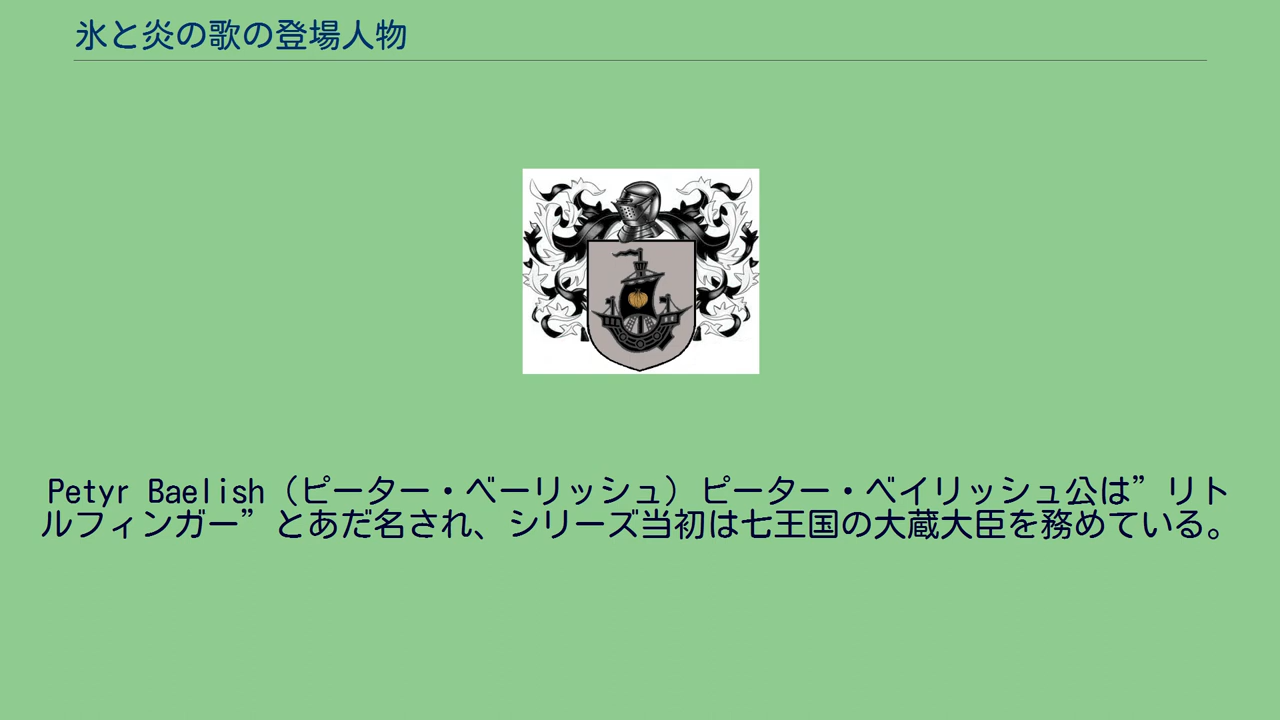 氷と炎の歌の登場人物
Petyr Baelish（ピーター・ベーリッシュ）ピーター・ベイリッシュ公は”リト
ルフィンガー”とあだ名され、シリーズ当初は七王国の大蔵大臣を務めている。